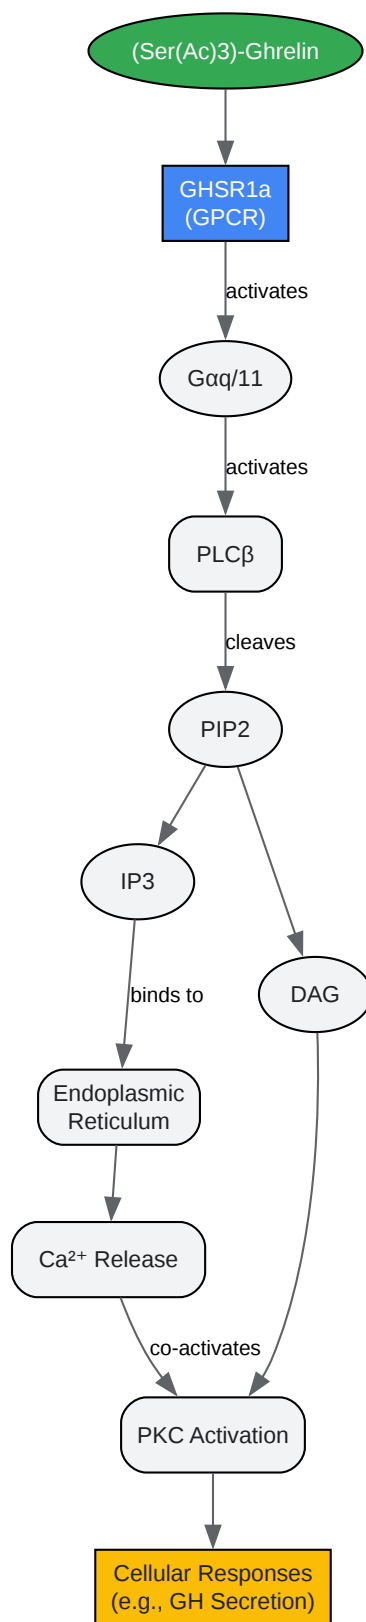 (Ser(Ac)3)-Ghrelin
GHSR1a
(GPCR)
activates
Gαq/11
activates
PLCβ
cleaves
PIP2
IP3
binds to
DAG
Endoplasmic
Reticulum
Ca²⁺ Release
co-activates
PKC Activation
Cellular Responses
(e.g., GH Secretion)